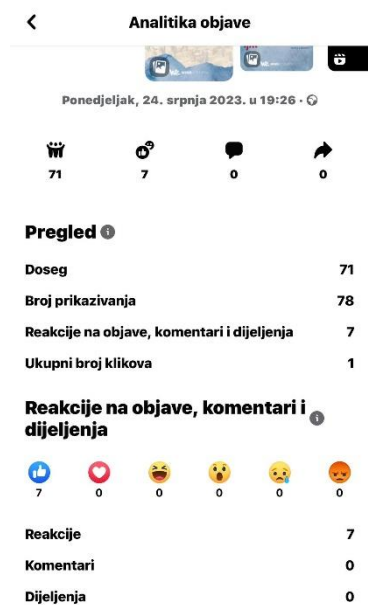 Analitika objave
Ponedjeljak, 24. srpnja 2023. u 19:26 ·
71 7 0 0
Pregled
Doseg 71
Broj prikazivanja 78
Reakcije na objave, komentari i dijeljenja 7
Ukupni broj klikova 1
Reakcije na objave, komentari i
dijeljenja
7 0 0 0 0 0
Reakcije 7
Komentari 0
Dijeljenja 0